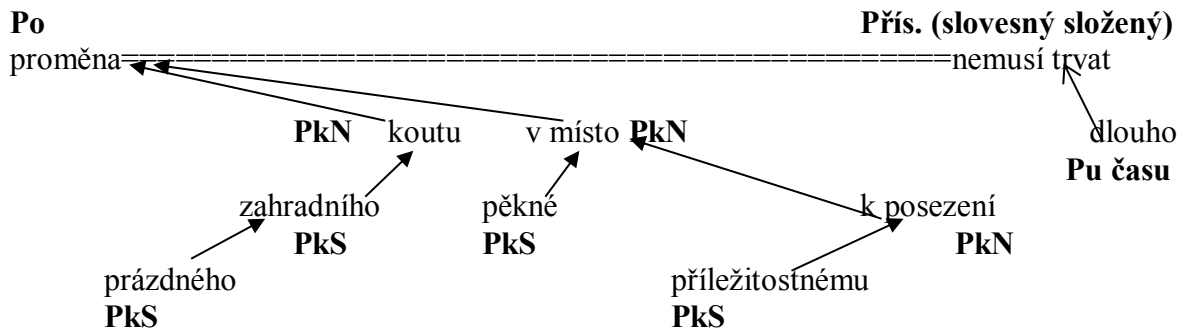 Po Přís. (slovesný složený)
proměna=====================================================nemusí trvat
PkN koutu v místo PkN dlouho
Pu času
zahradního pěkné k posezení
PkS PkS PkN
prázdného příležitostnému
PkS PkS